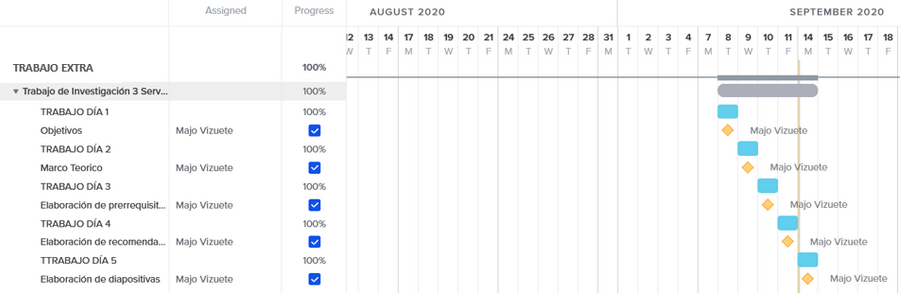 Assigned Progress AUGUST 2020 SEPTEMBER 2020
12 13 14 17 18 19 20 21 24 25 26 27 28 31 1 2 3 4 7 8 9 10 11 14 15 16 17 18
W T F M T W T F M T W T F M T W T F M T W T F M T W T F
TRABAJO EXTRA 100%
Trabajo de Investigación 3 Serv... 100%
TRABAJO DÍA 1 100%
Objetivos Majo Vizuete Majo Vizuete
TRABAJO DÍA 2 100%
Marco Teorico Majo Vizuete Majo Vizuete
TRABAJO DÍA 3 100%
Elaboración de prerrequisit... Majo Vizuete Majo Vizuete
TRABAJO DÍA 4 100%
Elaboración de recomenda... Majo Vizuete Majo Vizuete
TTRABAJO DÍA 5 100%
Elaboración de diapositivas Majo Vizuete Majo Vizuete